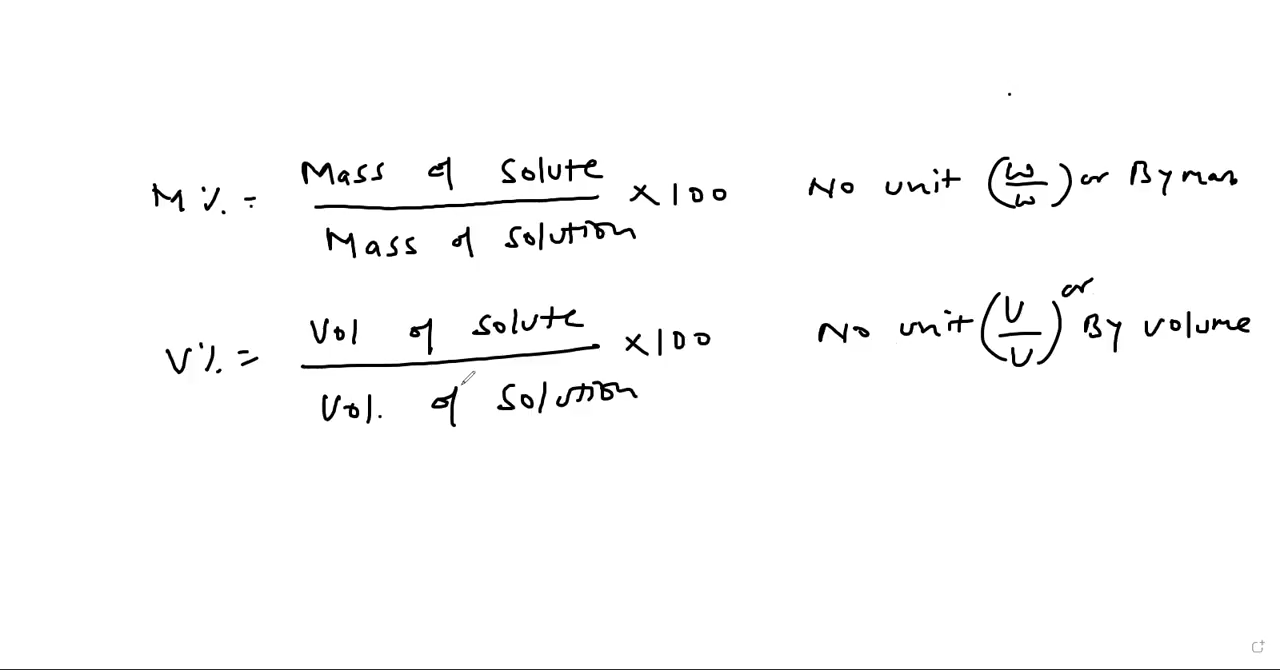 M %. = Mass of solute / Mass of solution × 100 No unit (w/w) or By mass
V %. = Vol of solute / Vol. of solution × 100 No unit (V/V) or By volume